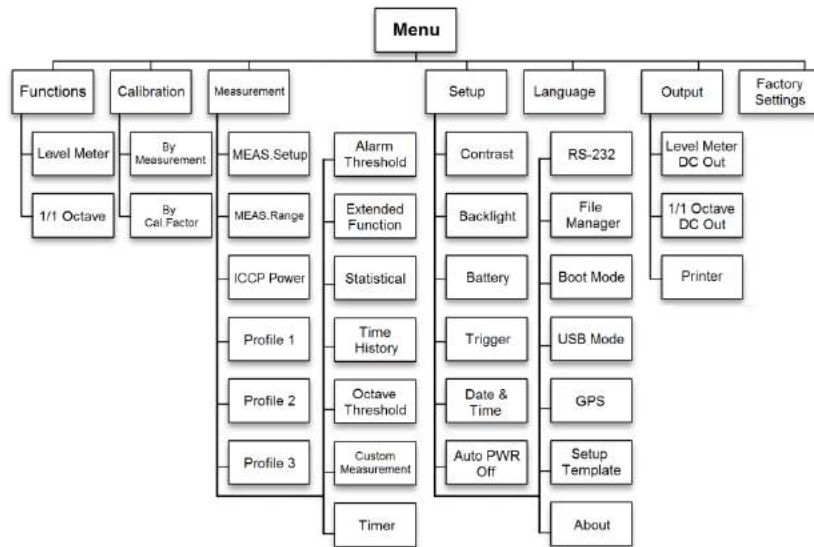 Menu
Functions
Calibration
Measurement
Setup
Language
Output
Factory
Settings
Level Meter
1/1 Octave
By
Measurement
By
Cal.Factor
MEAS.Setup
MEAS.Range
ICCP Power
Profile 1
Profile 2
Profile 3
Alarm
Threshold
Extended
Function
Statistical
Time
History
Octave
Threshold
Custom
Measurement
Timer
Contrast
Backlight
Battery
Trigger
Date &
Time
Auto PWR
Off
RS-232
File
Manager
Boot Mode
USB Mode
GPS
Setup
Template
About
Level Meter
DC Out
1/1 Octave
DC Out
Printer